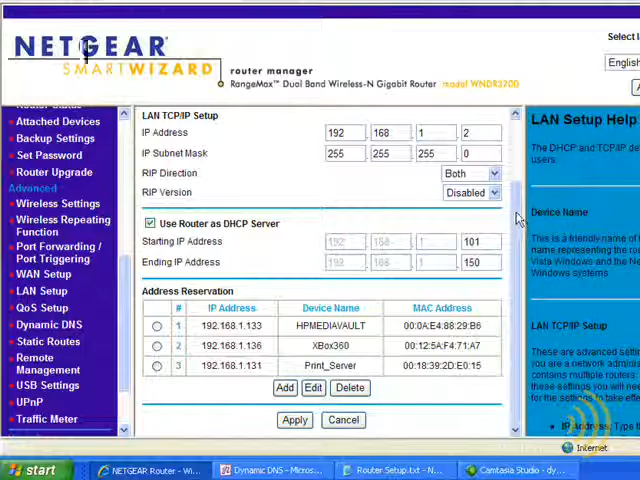 NETGEAR
SMARTWIZARD
router manager
RangeMax™ Dual Band Wireless-N Gigabit Router model WNDR3700
Select l
English
Attached Devices
Backup Settings
Set Password
Router Upgrade
Advanced
Wireless Settings
Wireless Repeating
Function
Port Forwarding /
Port Triggering
WAN Setup
LAN Setup
QoS Setup
Dynamic DNS
Static Routes
Remote
Management
USB Settings
UPnP
Traffic Meter
LAN TCP/IP Setup
IP Address 192 . 168 . 1 . 2
IP Subnet Mask 255 . 255 . 255 . 0
RIP Direction Both
RIP Version Disabled
Use Router as DHCP Server
Starting IP Address 192 . 168 . 1 . 101
Ending IP Address 192 . 168 . 1 . 150
Address Reservation
# IP Address Device Name MAC Address
1 192.168.1.133 HPMEDIAVAULT 00:0A:E4:88:29:B6
2 192.168.1.136 XBox360 00:12:5A:F4:71:A7
3 192.168.1.131 Print_Server 00:18:39:2D:E0:15
Add Edit Delete
Apply Cancel
LAN Setup Help
The DHCP and TCP/IP de
users.
Device Name
This is a friendly name of
name representing the rou
Vista Windows and the Ne
Windows systems
LAN TCP/IP Setup
These are advanced setti
you are a network administ
contains multiple routers.
these settings you will nee
for the settings to take effe
• IP Address: Type th
Internet
start
NETGEAR Router - Wi...
Dynamic DNS - Micros...
Router Setup.txt - N...
Camtasia Studio - dy...